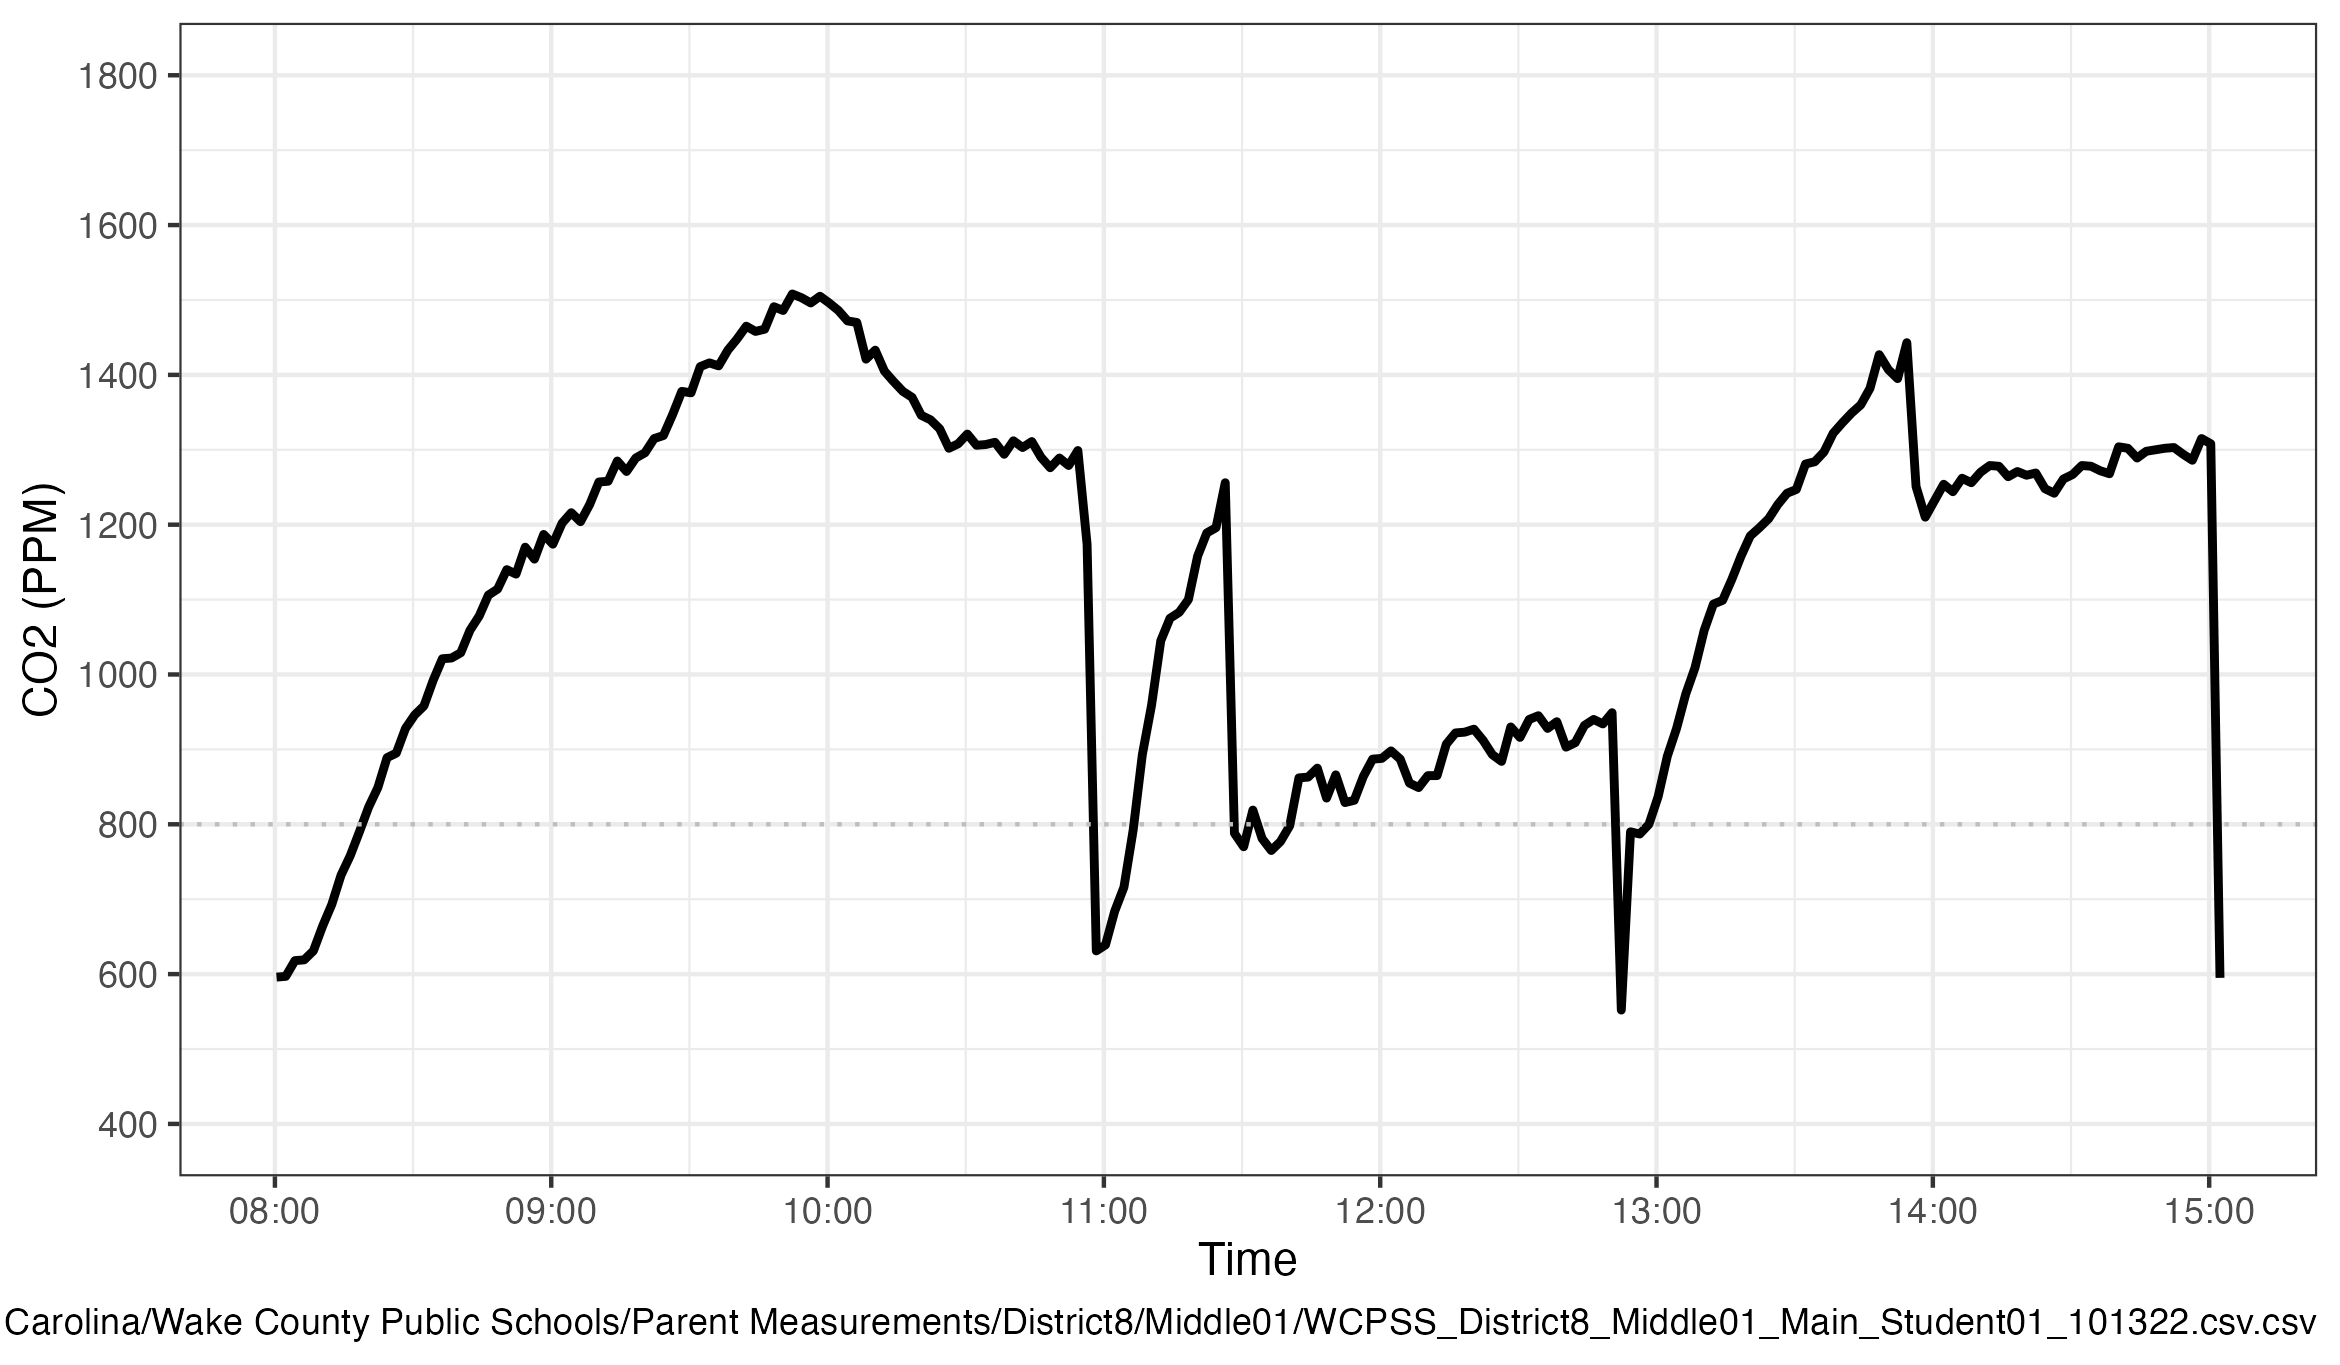 1800
1600
1400
1200
1000
800
600
400
CO2 (PPM)
08:00 09:00 10:00 11:00 12:00 13:00 14:00 15:00
Time
Carolina/Wake County Public Schools/Parent Measurements/District8/Middle01/WCPSS_District8_Middle01_Main_Student01_101322.csv.csv